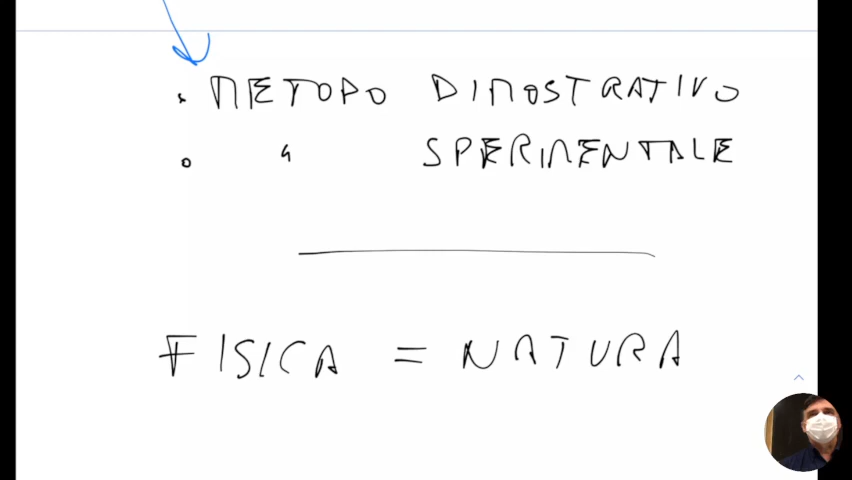 • METODO DIMOSTRATIVO
• " SPERIMENTALE
FISICA = NATURA